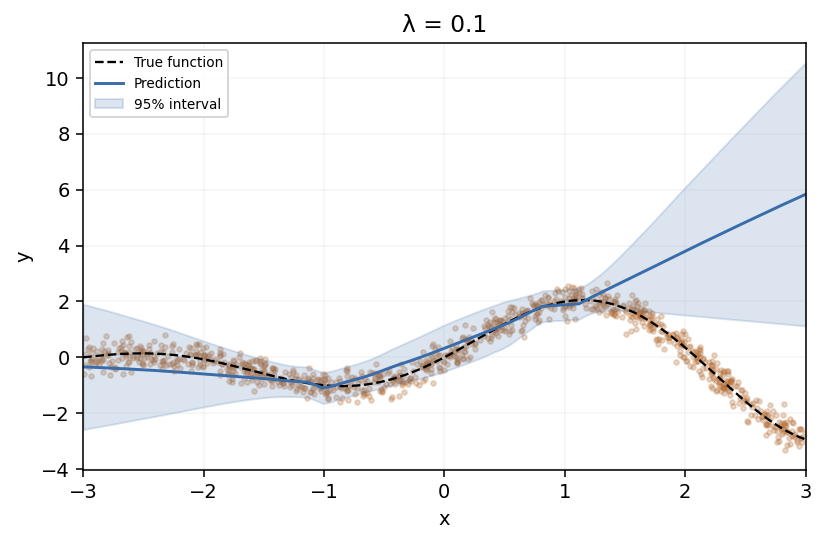 λ = 0.1
True function
Prediction
95% interval
10
8
6
4
2
0
−2
−4
y
−3 −2 −1 0 1 2 3
x